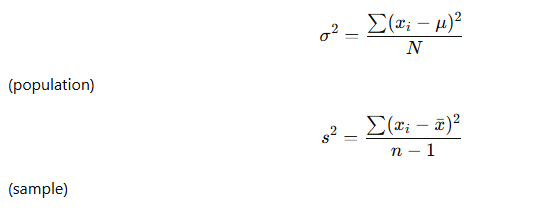 σ² = ∑(xᵢ − μ)² / N
(population)
s² = ∑(xᵢ − x̄)² / n − 1
(sample)